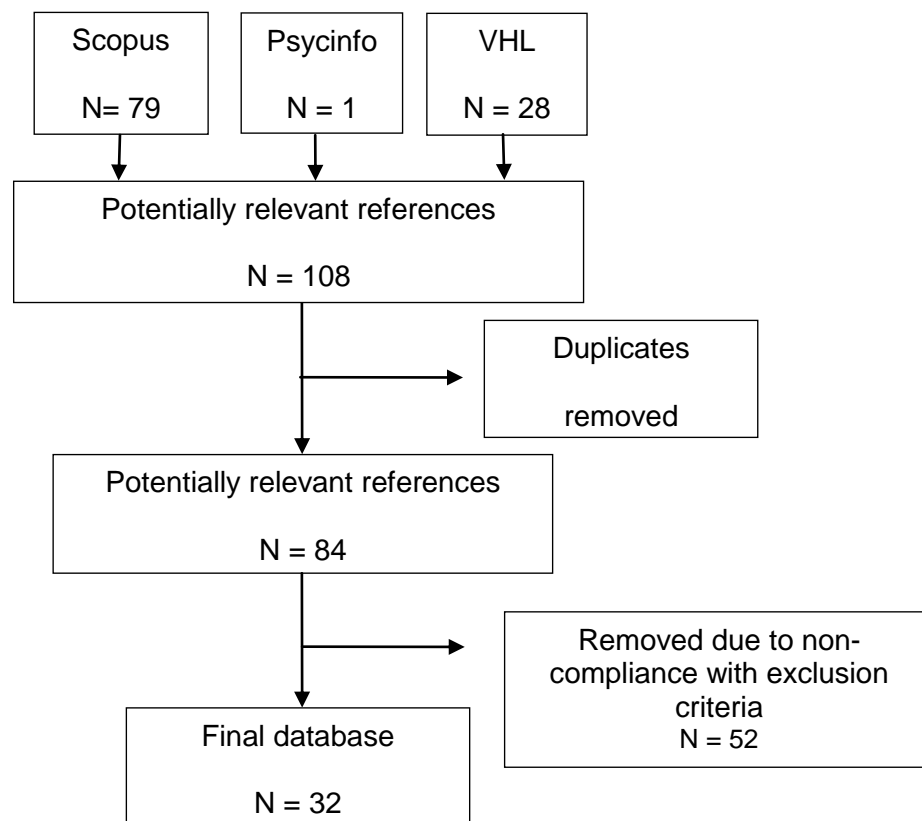 Scopus
N= 79
Psycinfo
N = 1
VHL
N = 28
Potentially relevant references
N = 108
Duplicates
removed
Potentially relevant references
N = 84
Removed due to non-
compliance with exclusion
criteria
N = 52
Final database
N = 32